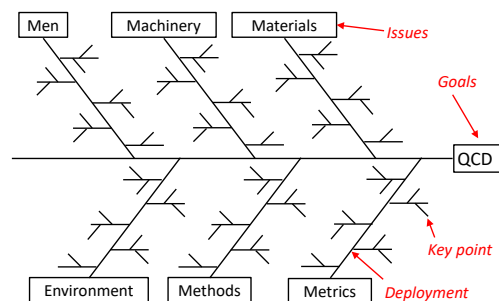 Men
Machinery
Materials
Issues
Goals
QCD
Key point
Environment
Methods
Metrics
Deployment